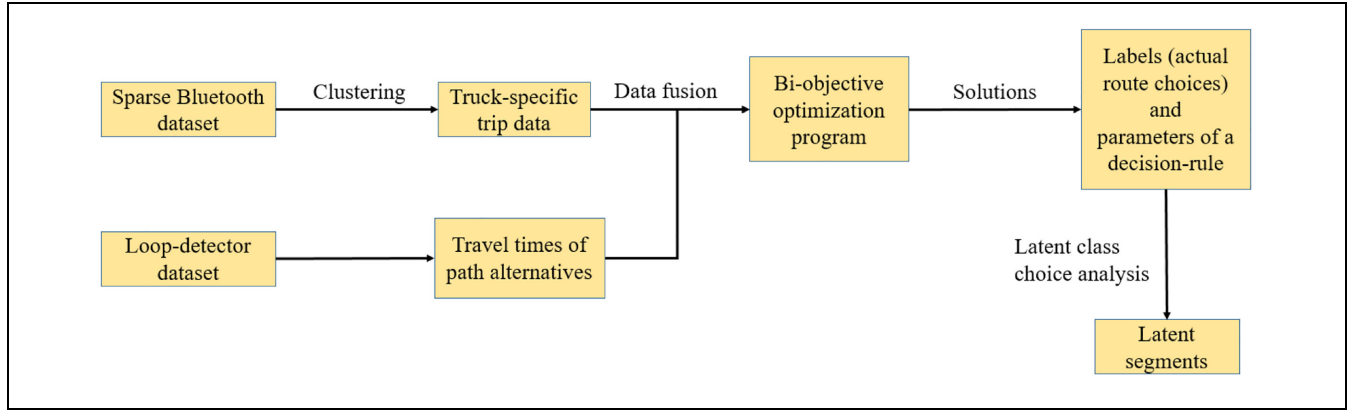 Sparse Bluetooth
dataset
Clustering
Truck-specific
trip data
Data fusion
Bi-objective
optimization
program
Solutions
Labels (actual
route choices)
and
parameters of a
decision-rule
Loop-detector
dataset
Travel times of
path alternatives
Latent class
choice analysis
Latent
segments